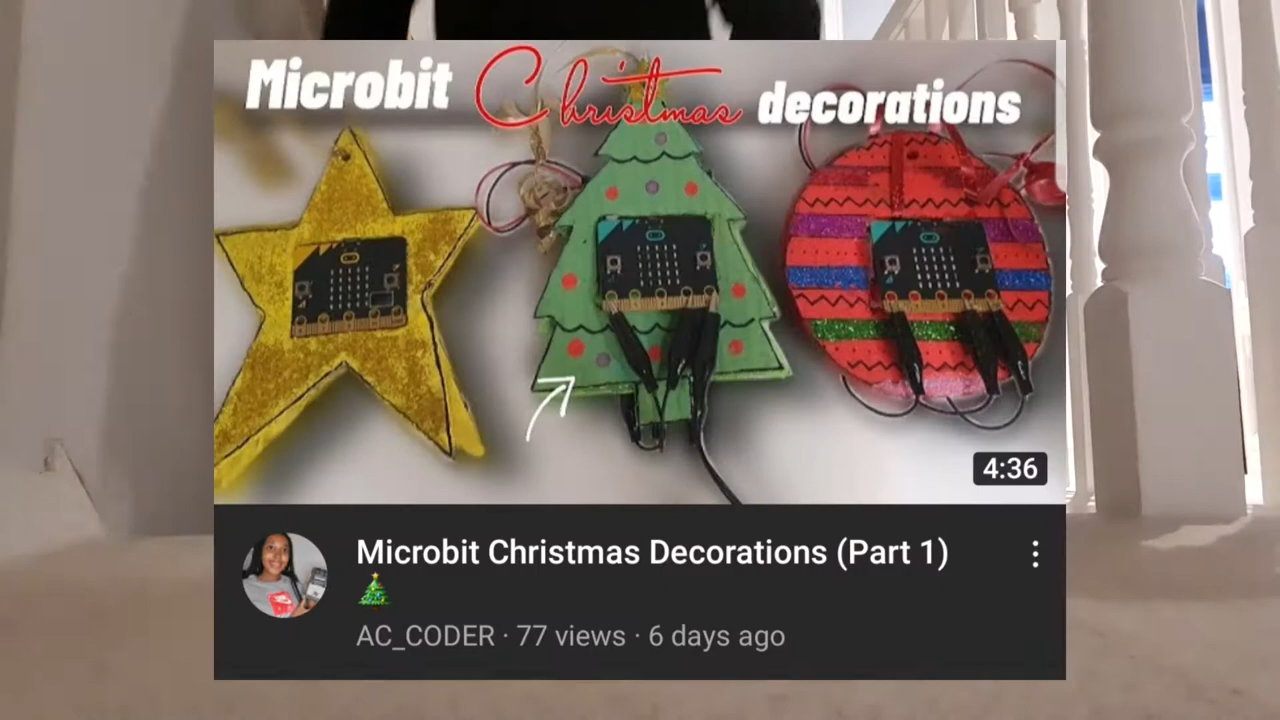 Microbit Christmas decorations
4:36
Microbit Christmas Decorations (Part 1)
🎄
AC_CODER · 77 views · 6 days ago